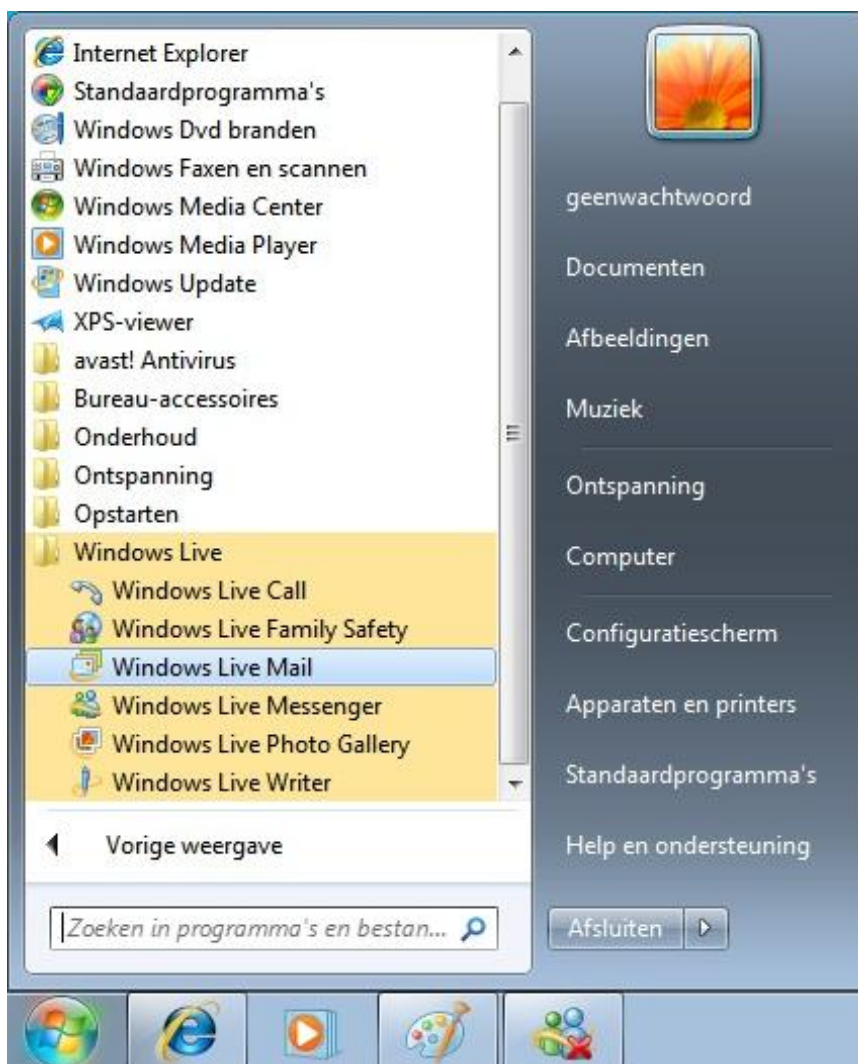 Internet Explorer
Standaardprogramma's
Windows Dvd branden
Windows Faxen en scannen
Windows Media Center
Windows Media Player
Windows Update
XPS-viewer
avast! Antivirus
Bureau-accessoires
Onderhoud
Ontspanning
Opstarten
Windows Live
Windows Live Call
Windows Live Family Safety
Windows Live Mail
Windows Live Messenger
Windows Live Photo Gallery
Windows Live Writer
Vorige weergave
Zoeken in programma's en bestan...
geenwachtwoord
Documenten
Afbeeldingen
Muziek
Ontspanning
Computer
Configuratiescherm
Apparaten en printers
Standaardprogramma's
Help en ondersteuning
Afsluiten